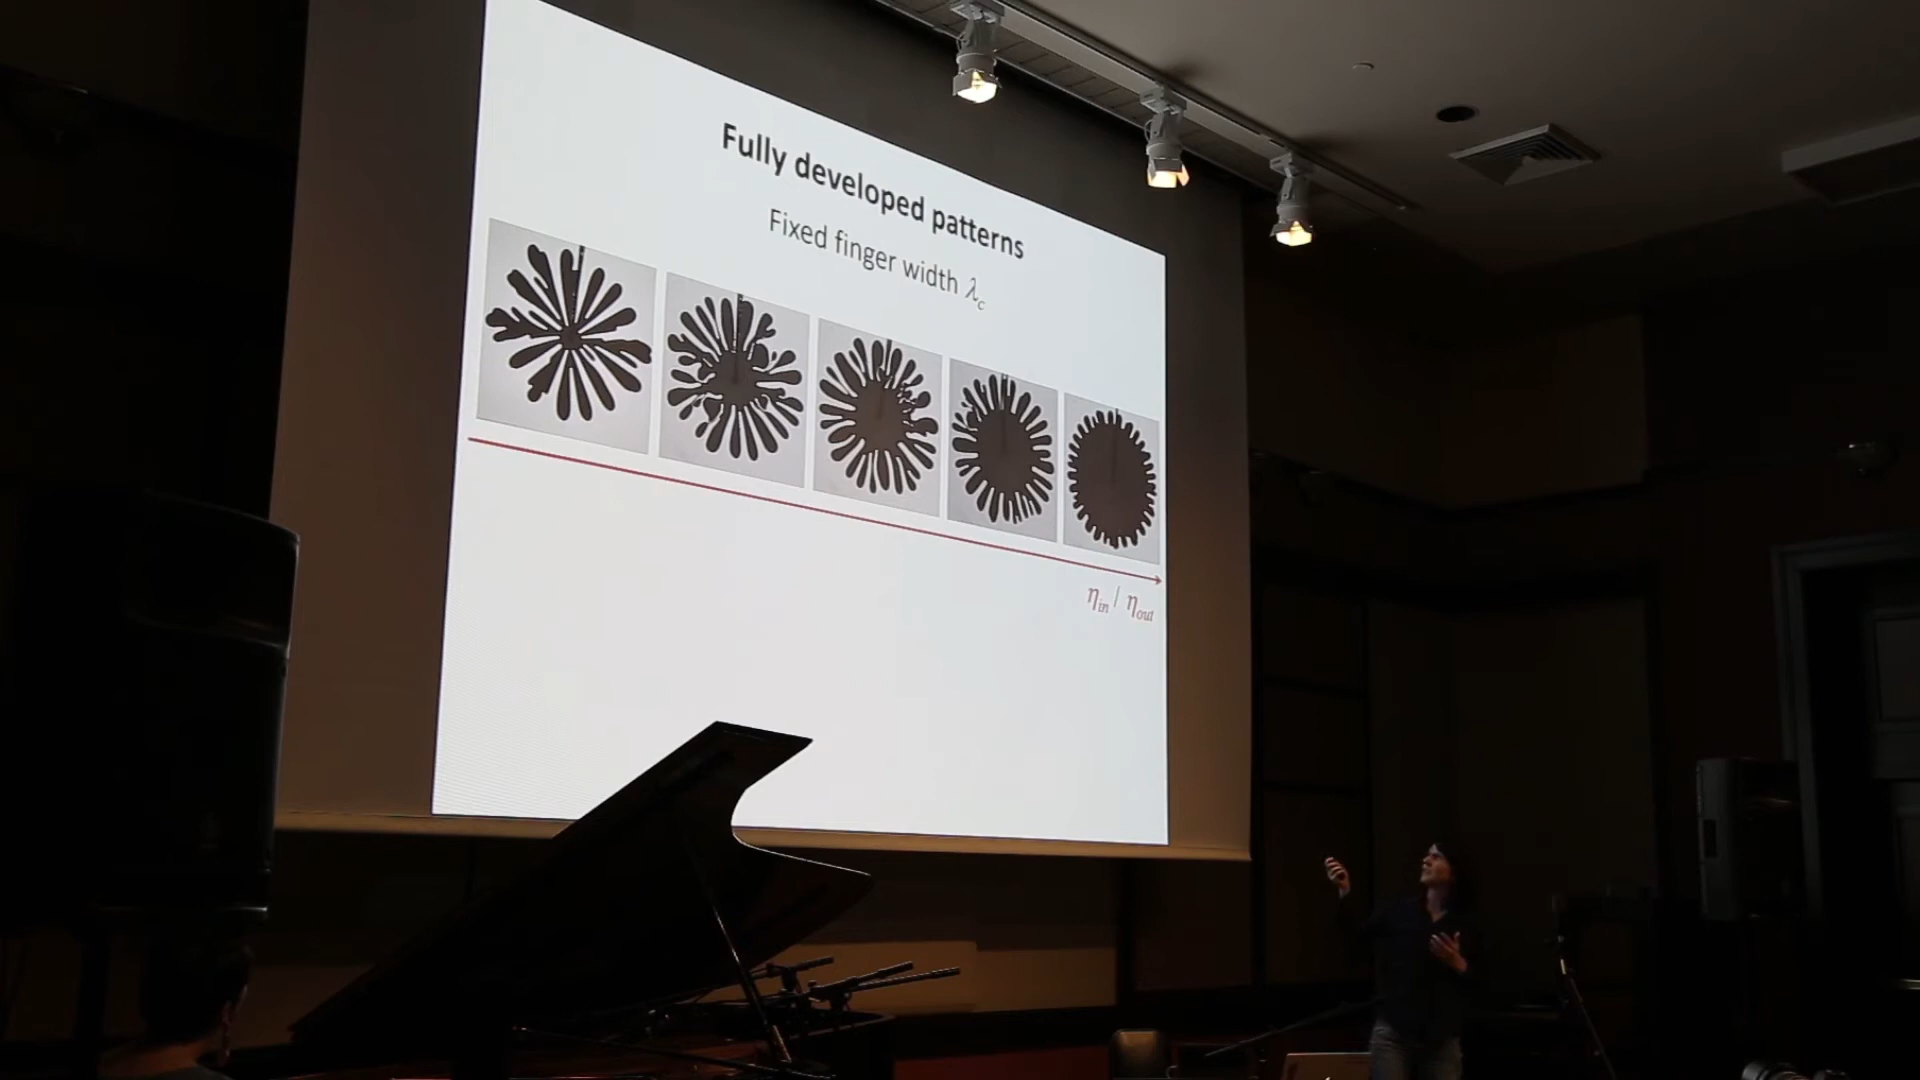 Fully developed patterns
Fixed finger width λc
ηin / ηout